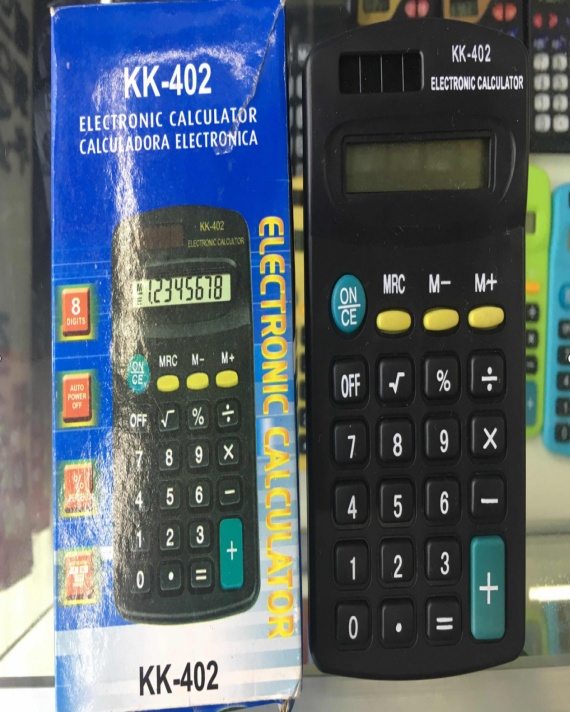 KK-402
ELECTRONIC CALCULATOR
CALCULADORA ELECTRONICA
KK-402
ELECTRONIC CALCULTOR
12345678
ON
CE
MRC M- M+
OFF √ % ÷
7 8 9 ×
4 5 6 -
1 2 3
+
0 • =
8
DIGITS
AUTO
POWER
OFF
%
ELECTRONIC CALCULATOR
KK-402
KK-402
ELECTRONIC CALCULATOR
ON
CE
MRC M- M+
OFF √ % ÷
7 8 9 ×
4 5 6 -
1 2 3
+
0 • =